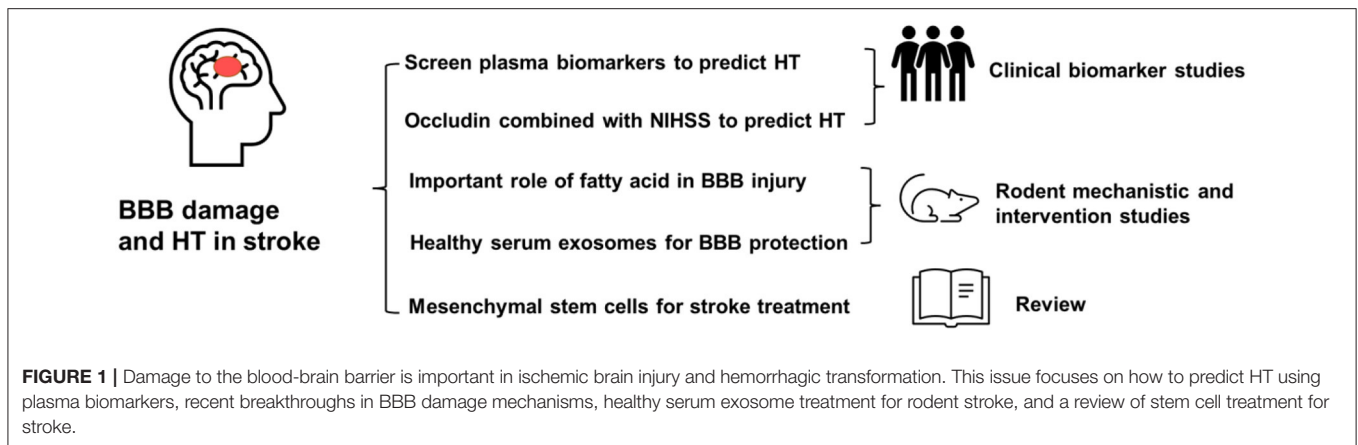 BBB damage
and HT in stroke
Screen plasma biomarkers to predict HT
Occludin combined with NIHSS to predict HT
Important role of fatty acid in BBB injury
Healthy serum exosomes for BBB protection
Mesenchymal stem cells for stroke treatment
Clinical biomarker studies
Rodent mechanistic and
intervention studies
Review
FIGURE 1 | Damage to the blood-brain barrier is important in ischemic brain injury and hemorrhagic transformation. This issue focuses on how to predict HT using
plasma biomarkers, recent breakthroughs in BBB damage mechanisms, healthy serum exosome treatment for rodent stroke, and a review of stem cell treatment for
stroke.